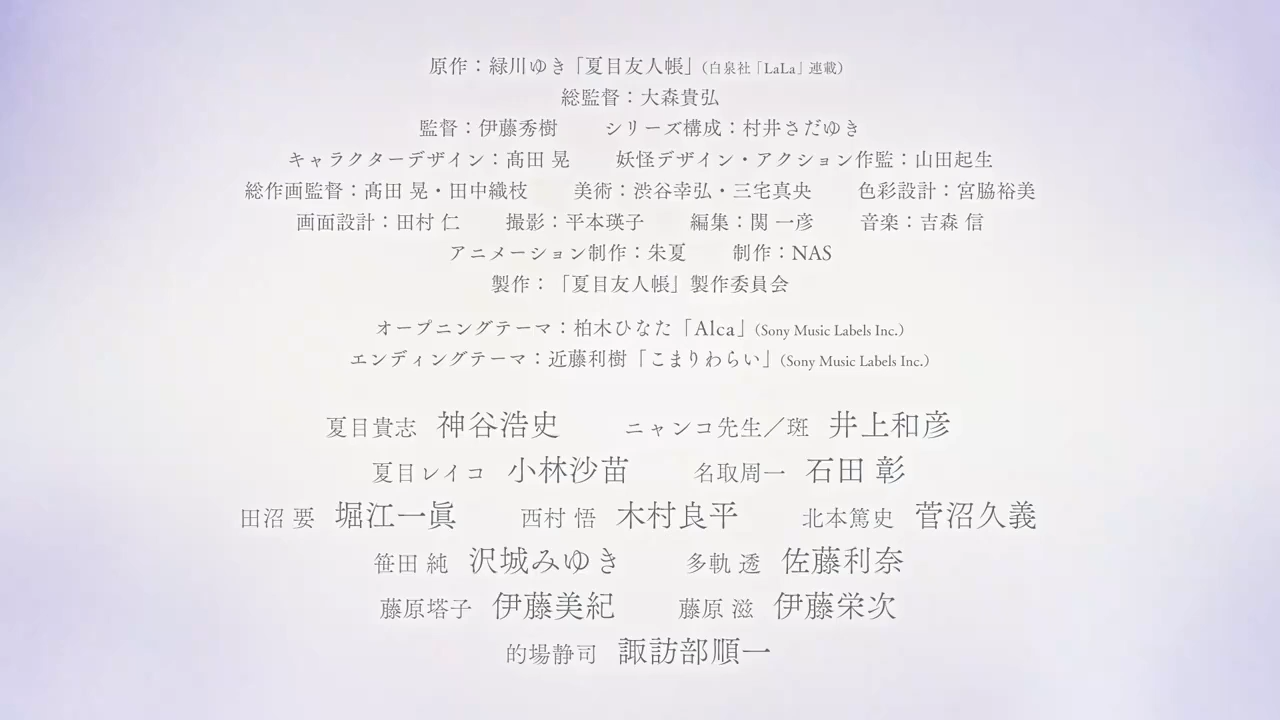 原作：緑川ゆき「夏目友人帳」（白泉社「LaLa」連載）
総監督：大森貴弘
監督：伊藤秀樹　シリーズ構成：村井さだゆき
キャラクターデザイン：髙田 晃　妖怪デザイン・アクション作監：山田起生
総作画監督：髙田 晃・田中織枝　美術：渋谷幸弘・三宅真央　色彩設計：宮脇裕美
画面設計：田村 仁　撮影：平本瑛子　編集：関 一彦　音楽：吉森 信
アニメーション制作：朱夏　制作：NAS
製作：「夏目友人帳」製作委員会
オープニングテーマ：柏木ひなた「Alca」（Sony Music Labels Inc.）
エンディングテーマ：近藤利樹「こまりわらい」（Sony Music Labels Inc.）
夏目貴志　神谷浩史　ニャンコ先生／斑　井上和彦
夏目レイコ　小林沙苗　名取周一　石田 彰
田沼 要　堀江一眞　西村 悟　木村良平　北本篤史　菅沼久義
笹田 純　沢城みゆき　多軌 透　佐藤利奈
藤原塔子　伊藤美紀　藤原 滋　伊藤栄次
的場静司　諏訪部順一